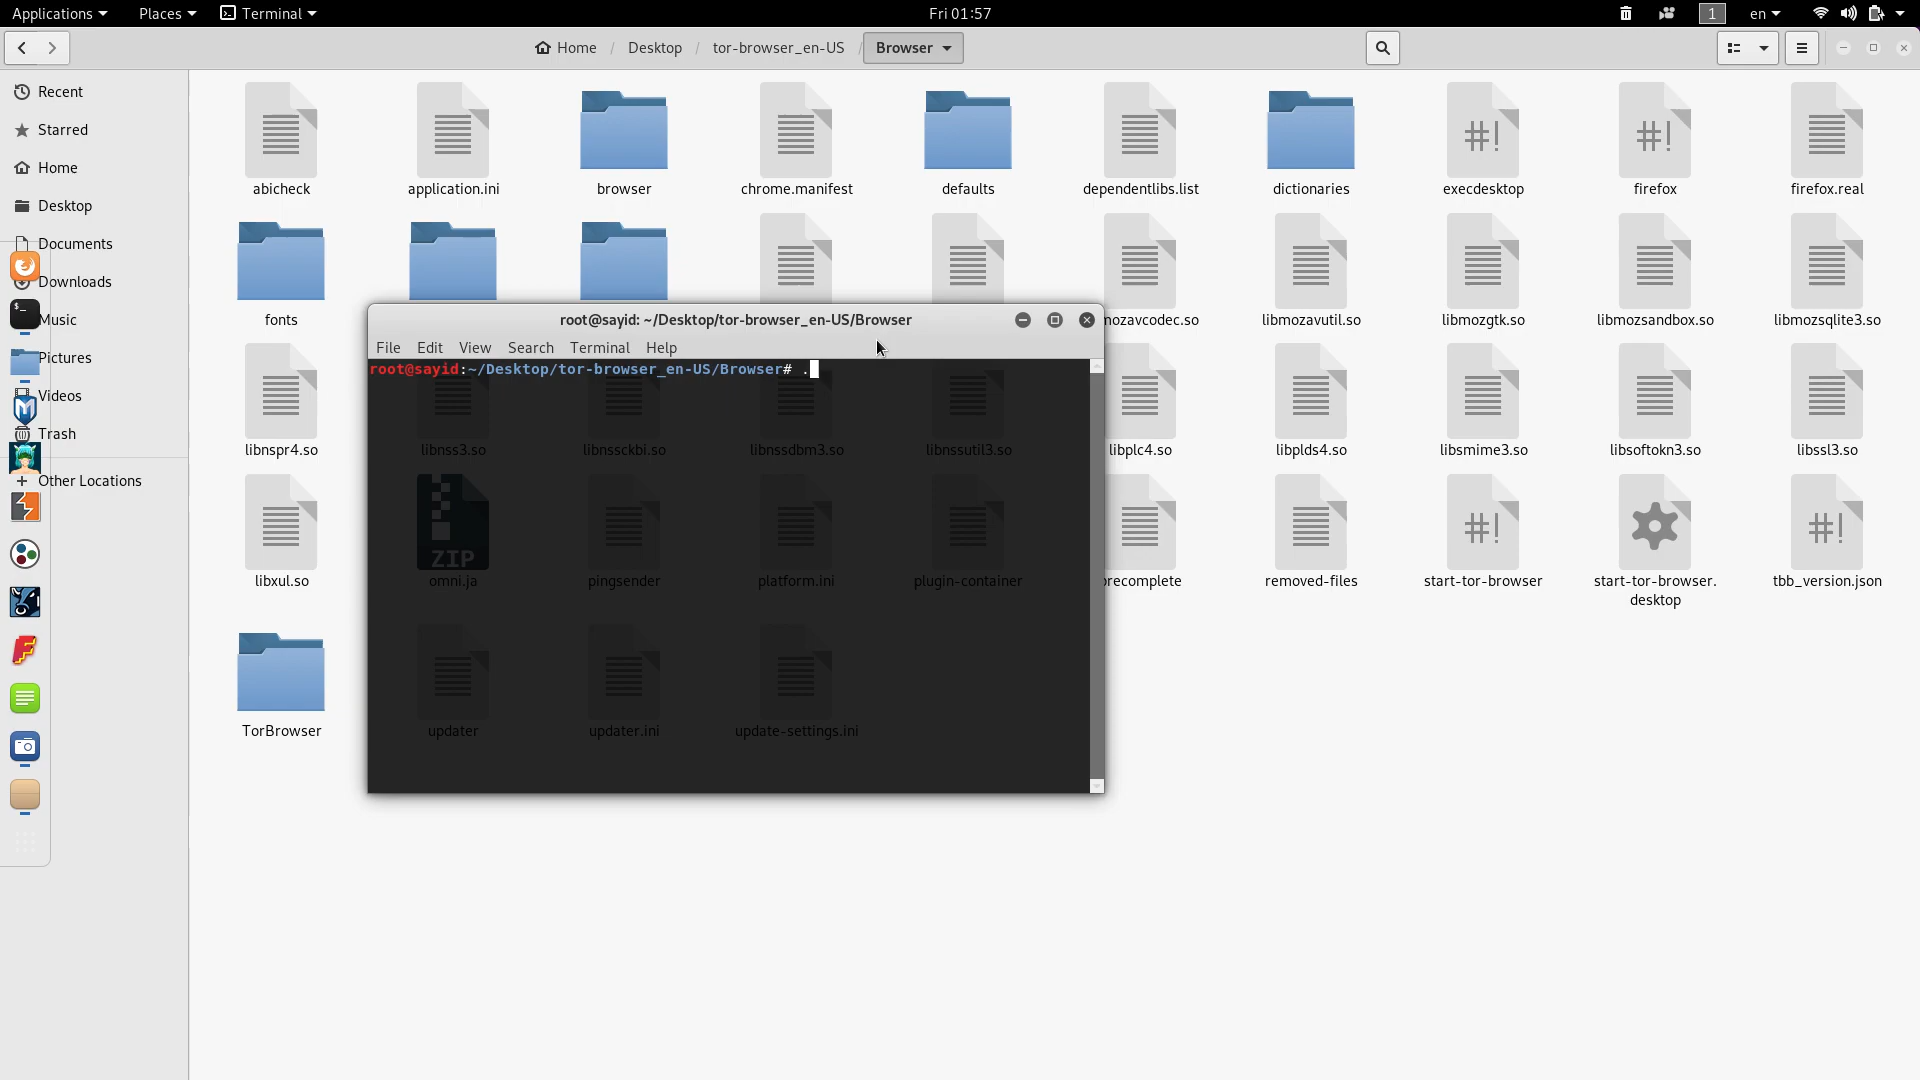 Applications Places Terminal Fri 01:57 1 en
Home / Desktop / tor-browser_en-US / Browser
Recent
Starred
Home
Desktop
Documents
Downloads
Music
Pictures
Videos
Trash
Other Locations
abicheck application.ini browser chrome.manifest defaults dependentlibs.list dictionaries execdesktop firefox firefox.real
fonts mozavcodec.so libmozavutil.so libmozgtk.so libmozsandbox.so libmozsqlite3.so
root@sayid: ~/Desktop/tor-browser_en-US/Browser
File Edit View Search Terminal Help
root@sayid:~/Desktop/tor-browser_en-US/Browser# .
libnspr4.so libnss3.so libnssckbi.so libnssdbm3.so libnssutil3.so libplc4.so libplds4.so libsmime3.so libsoftokn3.so libssl3.so
ZIP
libxul.so omni.ja pingsender platform.ini plugin-container precomplete removed-files start-tor-browser start-tor-browser. tbb_version.json
desktop
TorBrowser updater updater.ini update-settings.ini